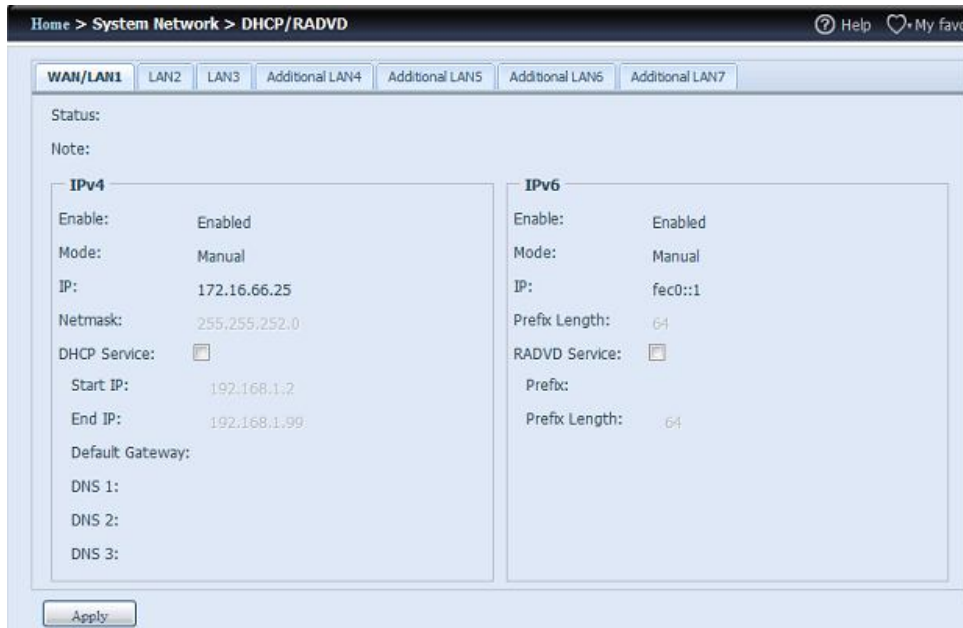 Home > System Network > DHCP/RADVD
Help My favo
WAN/LAN1 LAN2 LAN3 Additional LAN4 Additional LAN5 Additional LAN6 Additional LAN7
Status:
Note:
IPv4
Enable: Enabled
Mode: Manual
IP: 172.16.66.25
Netmask: 255.255.252.0
DHCP Service:
Start IP: 192.168.1.2
End IP: 192.168.1.99
Default Gateway:
DNS 1:
DNS 2:
DNS 3:
IPv6
Enable: Enabled
Mode: Manual
IP: fec0::1
Prefix Length: 64
RADVD Service:
Prefix:
Prefix Length: 64
Apply